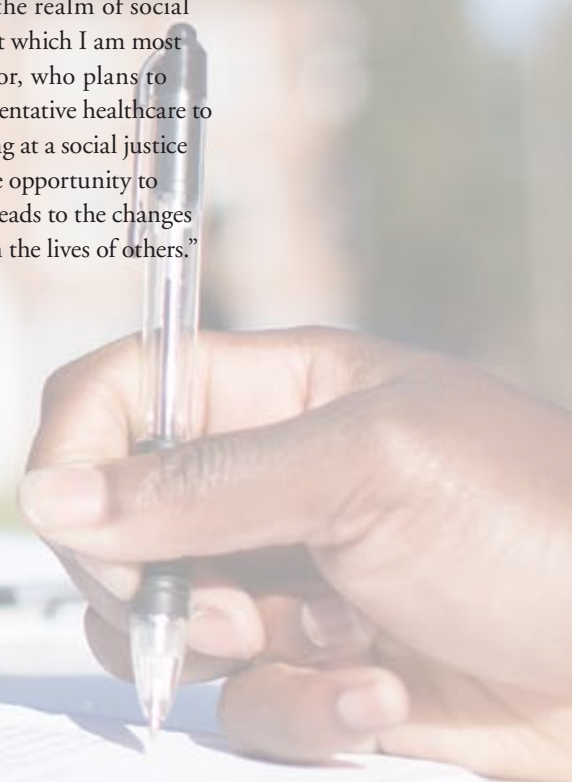 the realm of social
t which I am most
or, who plans to
entative healthcare to
ng at a social justice
e opportunity to
eads to the changes
n the lives of others.”